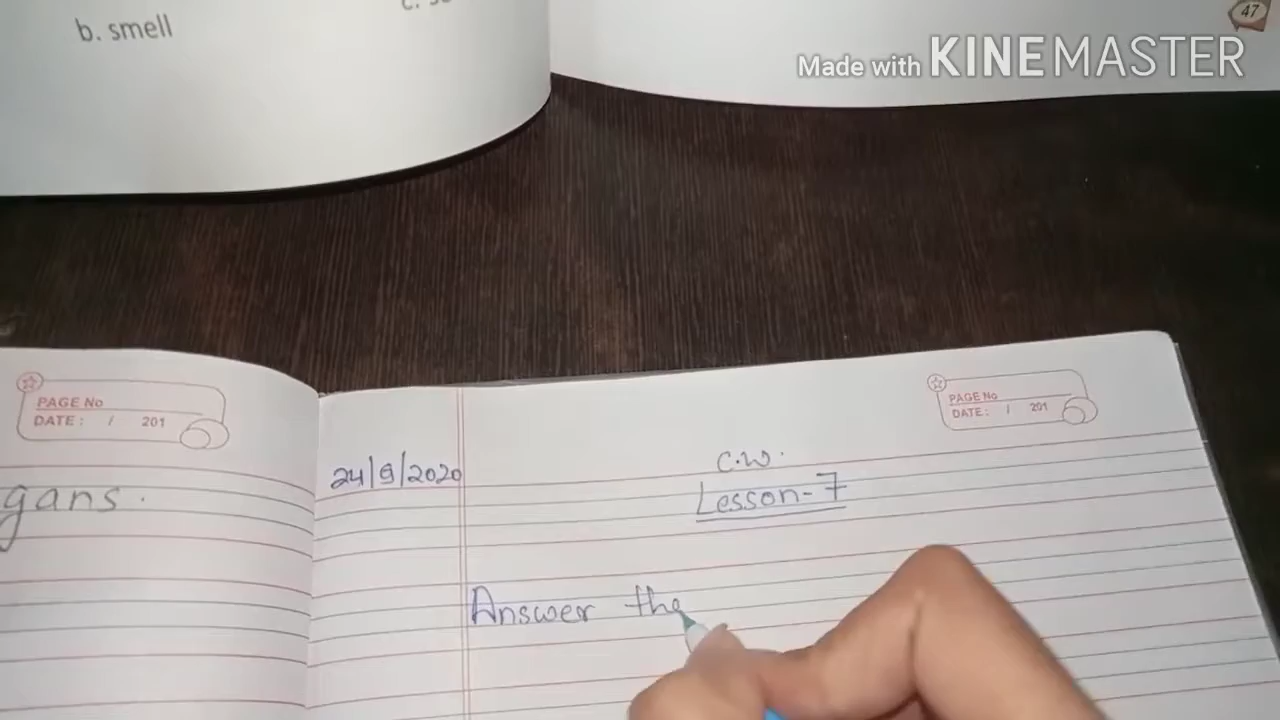 b. smell
47
Made with KINEMASTER
PAGE No
DATE : / 201
PAGE No
DATE : / 201
gans.
24/9/2020
C.W.
Lesson-7
Answer the